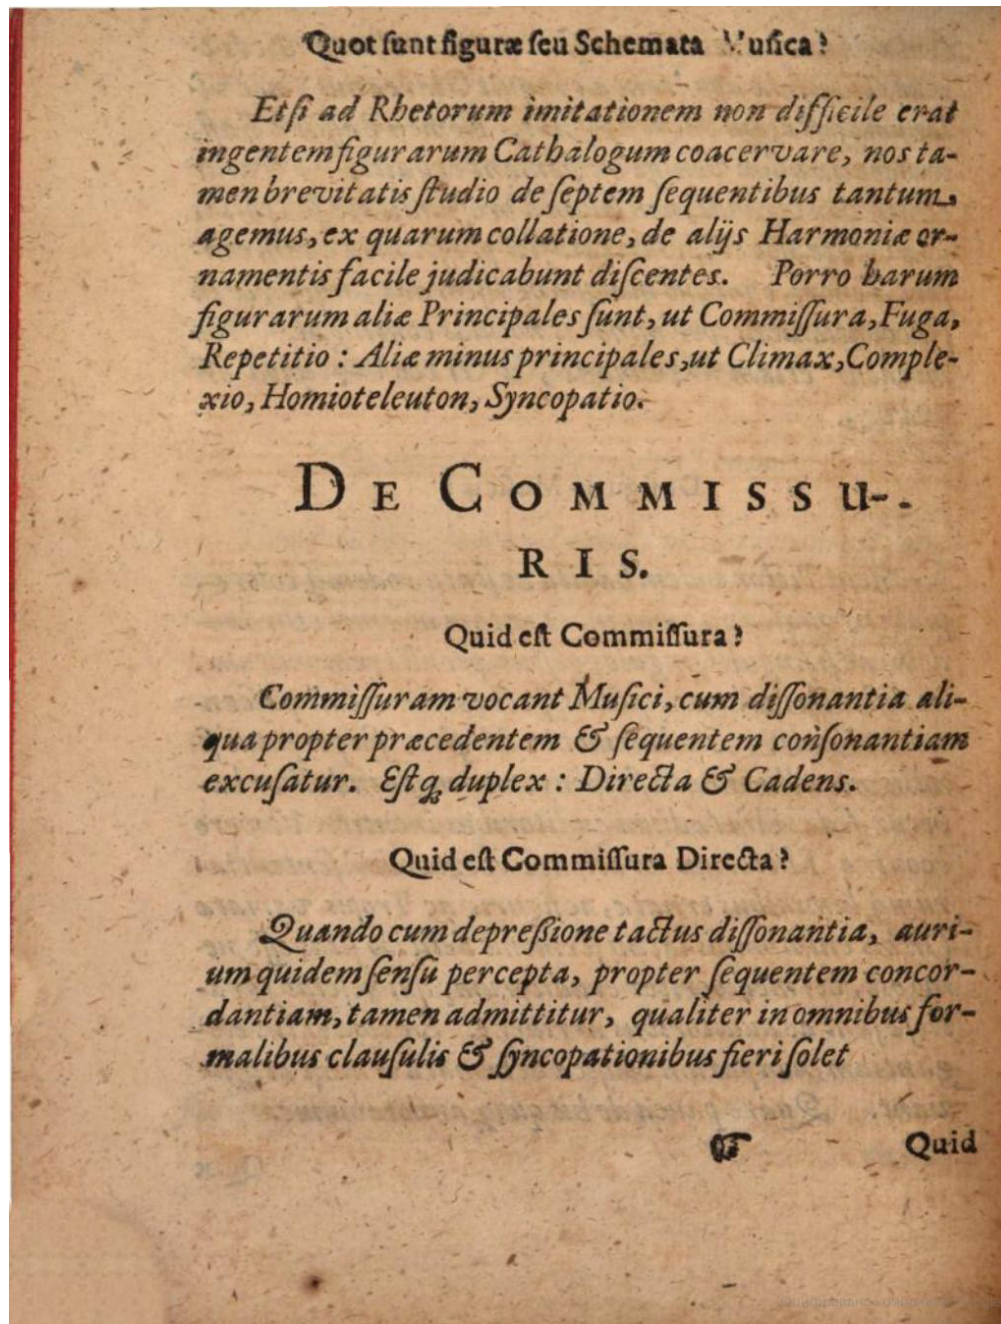 Quot ſunt figuræ ſeu Schemata Muſica?
Etſi ad Rhetorum imitationem non difficile erat
ingentem figurarum Cathalogum coacervare, nos ta-
men brevitatis ſtudio de ſeptem ſequentibus tantum
agemus, ex quarum collatione, de alijs Harmoniæ or-
namentis facile judicabunt diſcentes. Porro harum
figurarum aliæ Principales ſunt, ut Commiſſura, Fuga,
Repetitio : Aliæ minus principales, ut Climax, Comple-
xio, Homioteleuton, Syncopatio.
DE COMMISSU-
RIS.
Quid eſt Commiſſura?
Commiſſuram vocant Muſici, cum diſſonantia ali-
qua propter præcedentem & ſequentem conſonantiam
excuſatur. Eſtq; duplex : Directa & Cadens.
Quid eſt Commiſſura Directa?
Quando cum depreßione tactus diſſonantia, auri-
um quidem ſenſu percepta, propter ſequentem concor-
dantiam, tamen admittitur, qualiter in omnibus for-
malibus clauſulis & ſyncopationibus fieri ſolet
☞ Quid